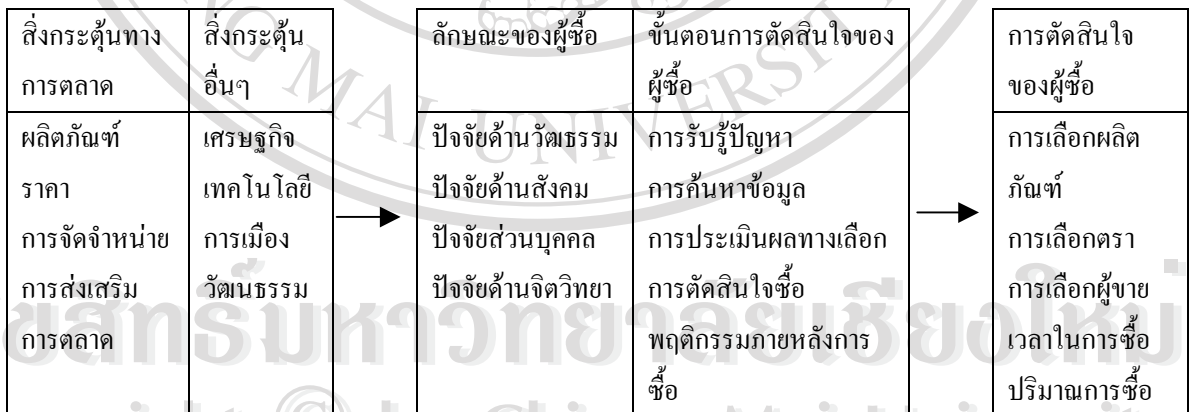 สิ่งกระตุ้นทาง
การตลาด
สิ่งกระตุ้น
อื่นๆ
ลักษณะของผู้ซื้อ
ขั้นตอนการตัดสินใจของ
ผู้ซื้อ
การตัดสินใจ
ของผู้ซื้อ
ผลิตภัณฑ์
ราคา
การจัดจำหน่าย
การส่งเสริม
การตลาด
เศรษฐกิจ
เทคโนโลยี
การเมือง
วัฒนธรรม
ปัจจัยด้านวัฒธรรม
ปัจจัยด้านสังคม
ปัจจัยส่วนบุคคล
ปัจจัยด้านจิตวิทยา
การรับรู้ปัญหา
การค้นหาข้อมูล
การประเมินผลทางเลือก
การตัดสินใจซื้อ
พฤติกรรมภายหลังการ
ซื้อ
การเลือกผลิต
ภัณฑ์
การเลือกตรา
การเลือกผู้ขาย
เวลาในการซื้อ
ปริมาณการซื้อ
MAI UNIVERS